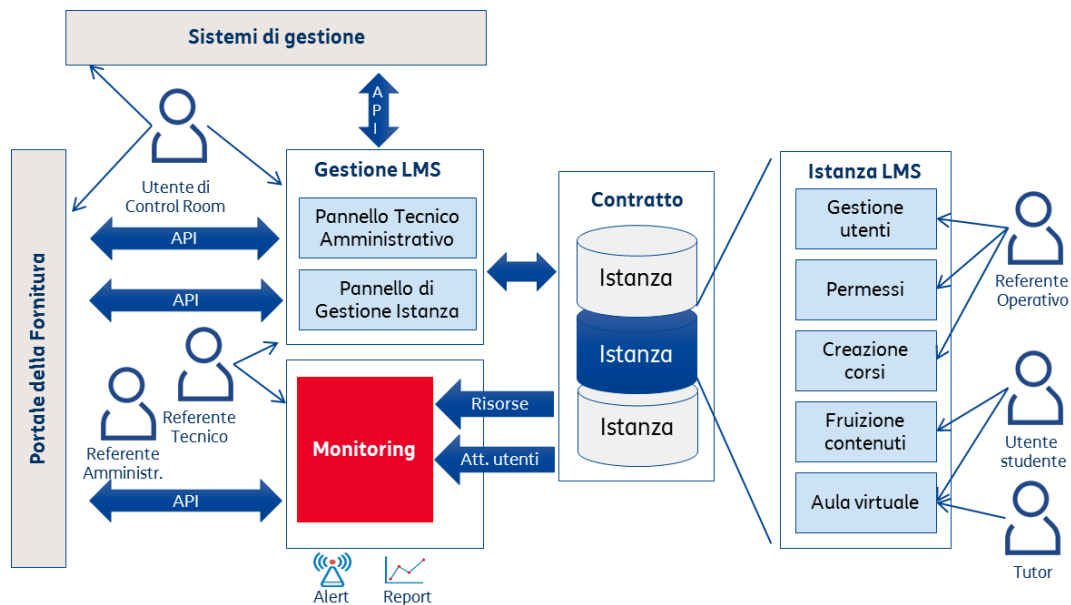 Sistemi di gestione
API
Utente di
Control Room
Portale della Fornitura
API
API
Referente
Tecnico
Referente
Amministr.
API
Gestione LMS
Pannello Tecnico
Amministrativo
Pannello di
Gestione Istanza
Monitoring
Alert
Report
Risorse
Att. utenti
Contratto
Istanza
Istanza
Istanza
Istanza LMS
Gestione
utenti
Permessi
Creazione
corsi
Fruizione
contenuti
Aula virtuale
Referente
Operativo
Utente
studente
Tutor